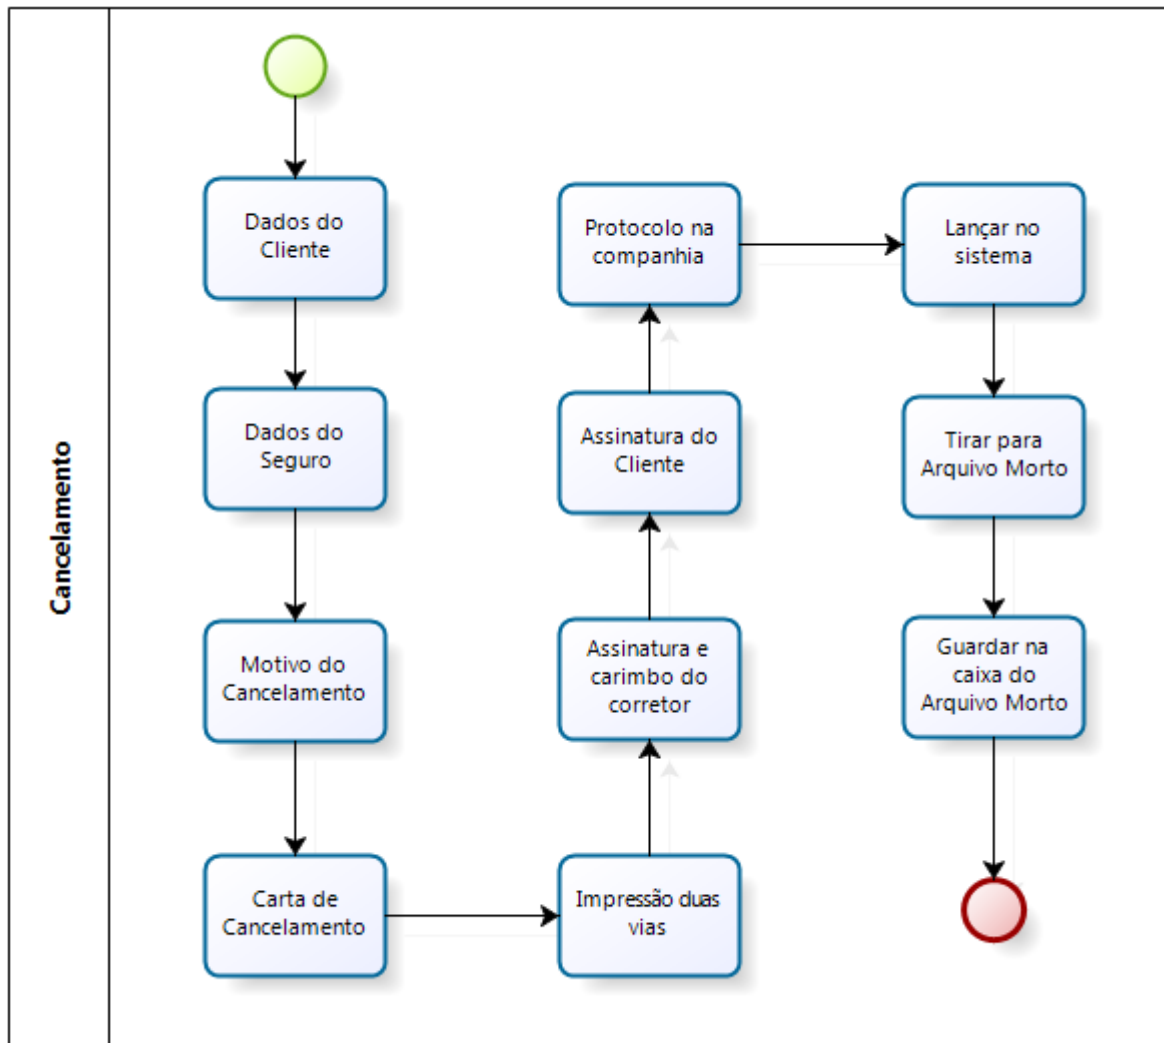 Cancelamento
Dados do
Cliente
Dados do
Seguro
Motivo do
Cancelamento
Carta de
Cancelamento
Impressão duas
vias
Assinatura e
carimbo do
corretor
Assinatura do
Cliente
Protocolo na
companhia
Lançar no
sistema
Tirar para
Arquivo Morto
Guardar na
caixa do
Arquivo Morto